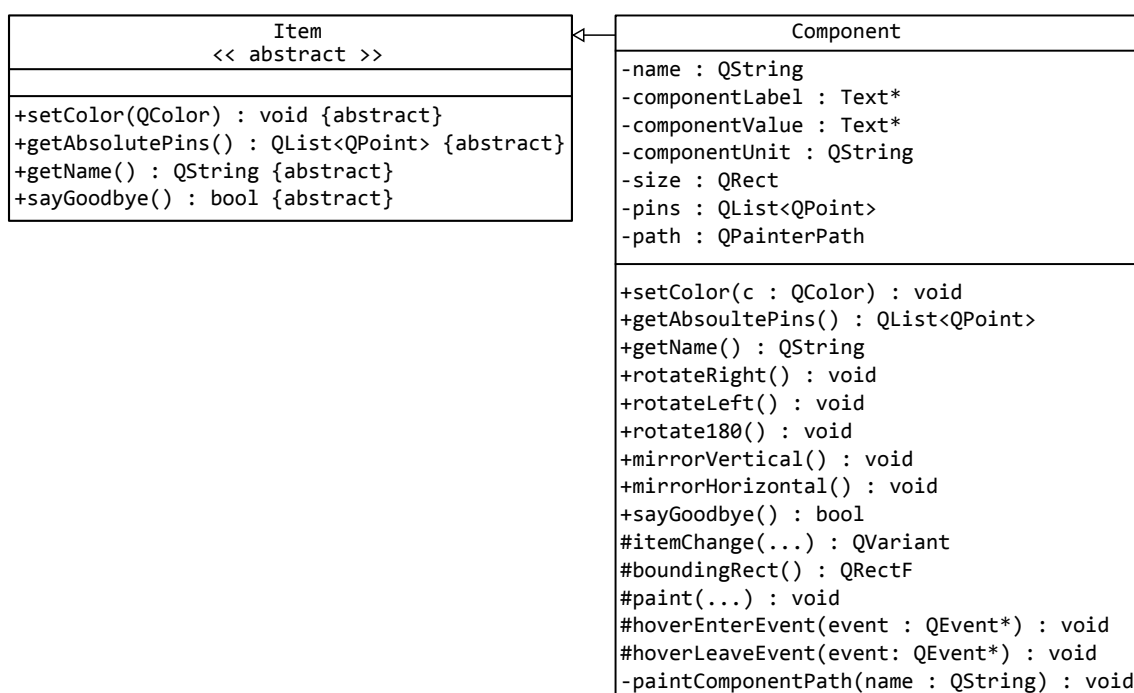 Item
<< abstract >>
+setColor(QColor) : void {abstract}
+getAbsolutePins() : QList<QPoint> {abstract}
+getName() : QString {abstract}
+sayGoodbye() : bool {abstract}
Component
-name : QString
-componentLabel : Text*
-componentValue : Text*
-componentUnit : QString
-size : QRect
-pins : QList<QPoint>
-path : QPainterPath
+setColor(c : QColor) : void
+getAbsoultePins() : QList<QPoint>
+getName() : QString
+rotateRight() : void
+rotateLeft() : void
+rotate180() : void
+mirrorVertical() : void
+mirrorHorizontal() : void
+sayGoodbye() : bool
#itemChange(...) : QVariant
#boundingRect() : QRectF
#paint(...) : void
#hoverEnterEvent(event : QEvent*) : void
#hoverLeaveEvent(event: QEvent*) : void
-paintComponentPath(name : QString) : void